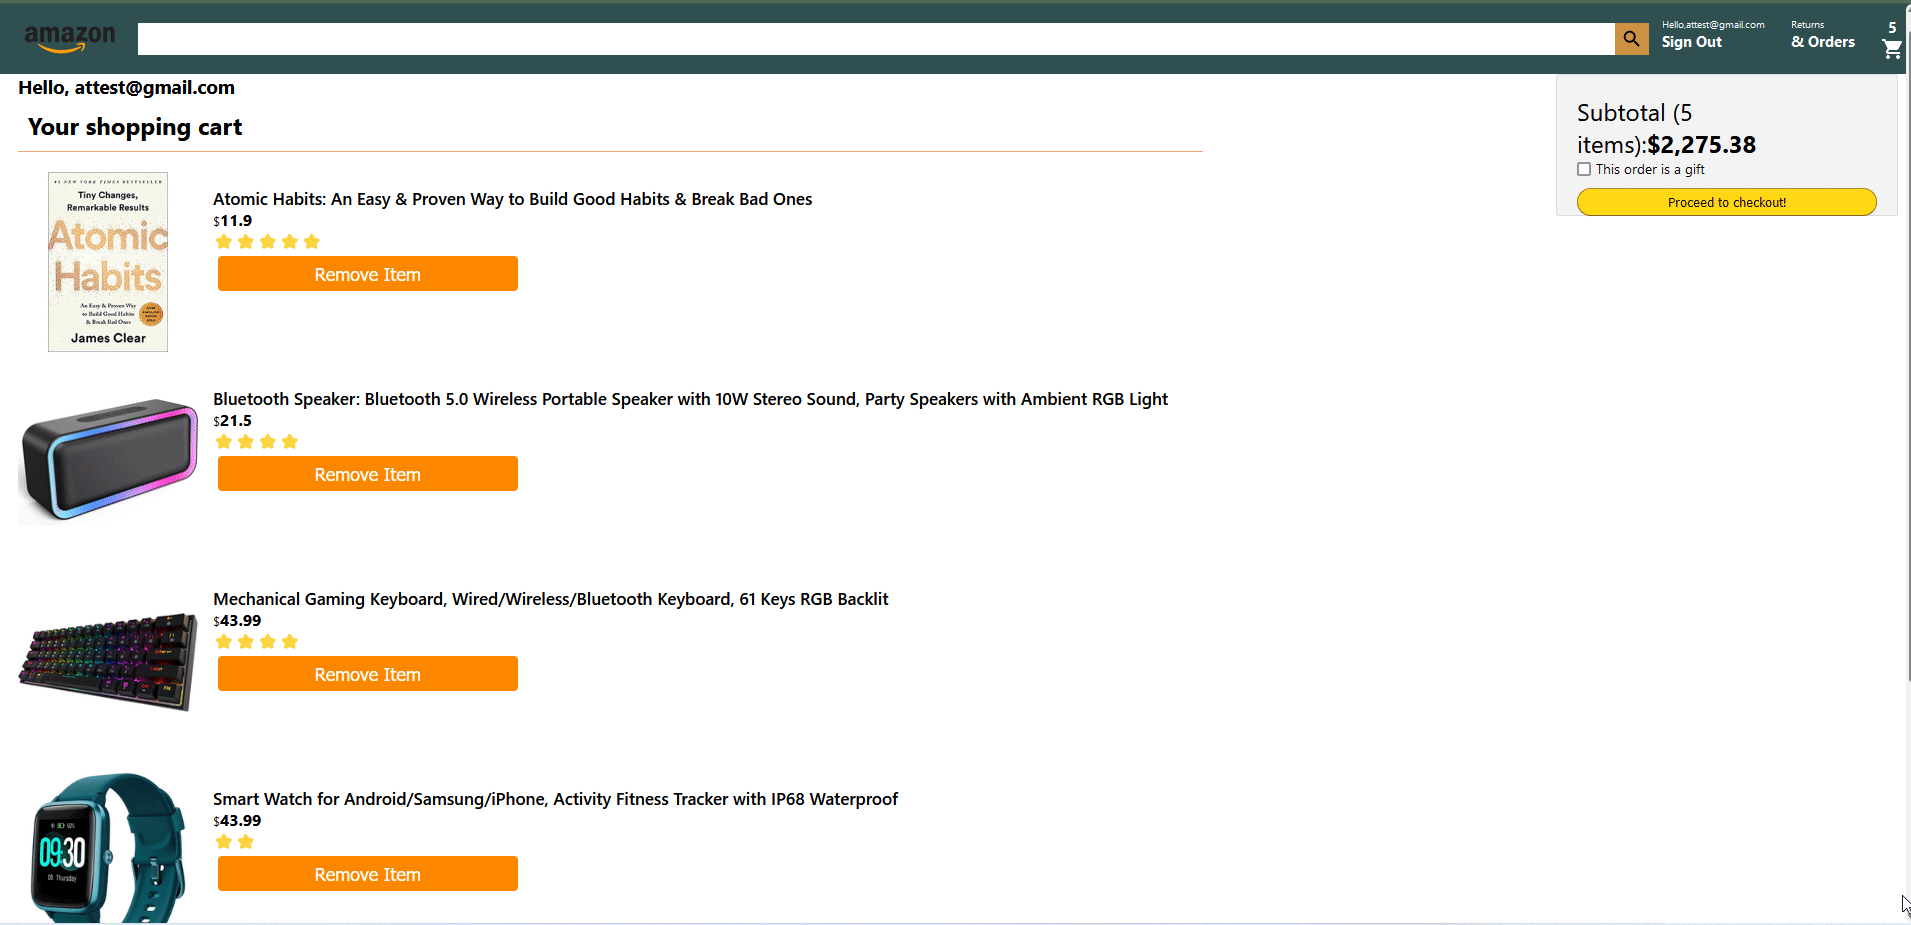 amazon
Hello,attest@gmail.com
Sign Out
Returns
& Orders
5
Hello, attest@gmail.com
Your shopping cart
Subtotal (5
items):$2,275.38
This order is a gift
Proceed to checkout!
#1 NEW YORK TIMES BESTSELLER
Tiny Changes,
Remarkable Results
Atomic
Habits
An Easy & Proven Way
to Build Good Habits
& Break Bad Ones
James Clear
Atomic Habits: An Easy & Proven Way to Build Good Habits & Break Bad Ones
$11.9
Remove Item
Bluetooth Speaker: Bluetooth 5.0 Wireless Portable Speaker with 10W Stereo Sound, Party Speakers with Ambient RGB Light
$21.5
Remove Item
Mechanical Gaming Keyboard, Wired/Wireless/Bluetooth Keyboard, 61 Keys RGB Backlit
$43.99
Remove Item
09:30
Thursday
Smart Watch for Android/Samsung/iPhone, Activity Fitness Tracker with IP68 Waterproof
$43.99
Remove Item